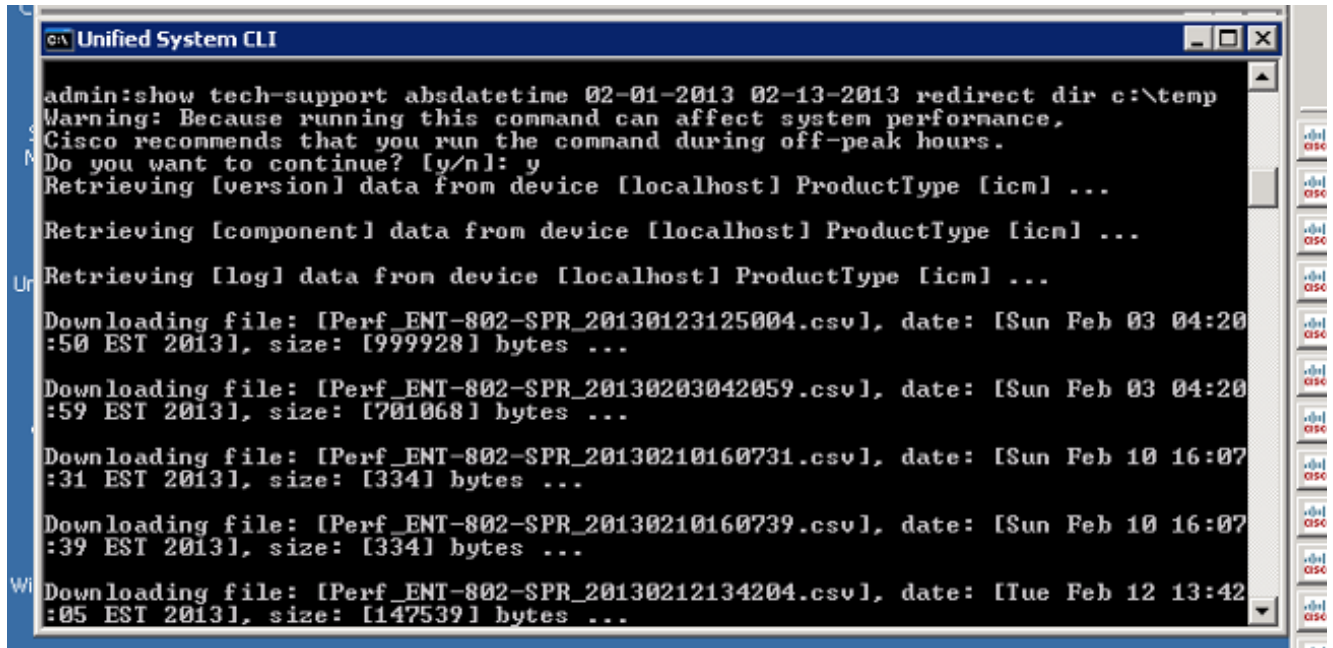 Unified System CLI
admin:show tech-support absdatetime 02-01-2013 02-13-2013 redirect dir c:\temp
Warning: Because running this command can affect system performance,
Cisco recommends that you run the command during off-peak hours.
Do you want to continue? [y/n]: y
Retrieving [version] data from device [localhost] ProductType [icm] ...
Retrieving [component] data from device [localhost] ProductType [icm] ...
Retrieving [log] data from device [localhost] ProductType [icm] ...
Downloading file: [Perf_ENT-802-SPR_20130123125004.csv], date: [Sun Feb 03 04:20
:50 EST 2013], size: [999928] bytes ...
Downloading file: [Perf_ENT-802-SPR_20130203042059.csv], date: [Sun Feb 03 04:20
:59 EST 2013], size: [701068] bytes ...
Downloading file: [Perf_ENT-802-SPR_20130210160731.csv], date: [Sun Feb 10 16:07
:31 EST 2013], size: [334] bytes ...
Downloading file: [Perf_ENT-802-SPR_20130210160739.csv], date: [Sun Feb 10 16:07
:39 EST 2013], size: [334] bytes ...
Downloading file: [Perf_ENT-802-SPR_20130212134204.csv], date: [Tue Feb 12 13:42
:05 EST 2013], size: [147539] bytes ...